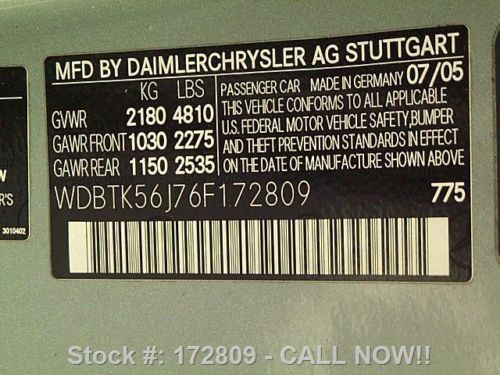 MFD BY DAIMLERCHRYSLER AG STUTTGART
KG LBS
GVWR 2180 4810
GAWR FRONT 1030 2275
GAWR REAR 1150 2535
PASSENGER CAR MADE IN GERMANY 07/05
THIS VEHICLE CONFORMS TO ALL APPLICABLE
U.S. FEDERAL MOTOR VEHICLE SAFETY,BUMPER
AND THEFT PREVENTION STANDARDS IN EFFECT
ON THE DATE OF MANUFACTURE SHOWN ABOVE
WDBTK56J76F172809 775
W
R'S
3010402
Stock #: 172809 - CALL NOW!!